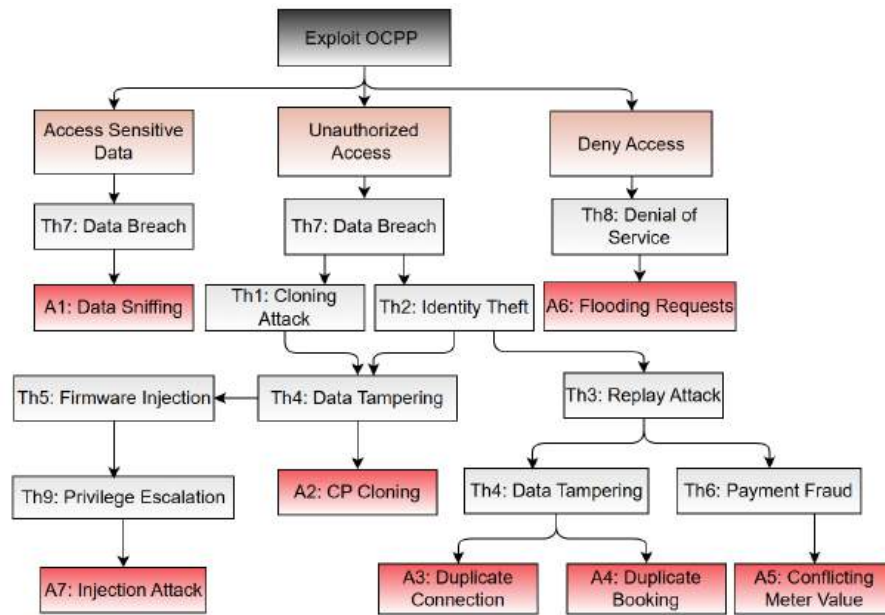 Exploit OCPP
Access Sensitive
Data
Unauthorized
Access
Deny Access
Th7: Data Breach
Th7: Data Breach
Th8: Denial of
Service
A1: Data Sniffing
Th1: Cloning
Attack
Th2: Identity Theft
A6: Flooding Requests
Th5: Firmware Injection
Th4: Data Tampering
Th3: Replay Attack
Th9: Privilege Escalation
A2: CP Cloning
Th4: Data Tampering
Th6: Payment Fraud
A7: Injection Attack
A3: Duplicate
Connection
A4: Duplicate
Booking
A5: Conflicting
Meter Value